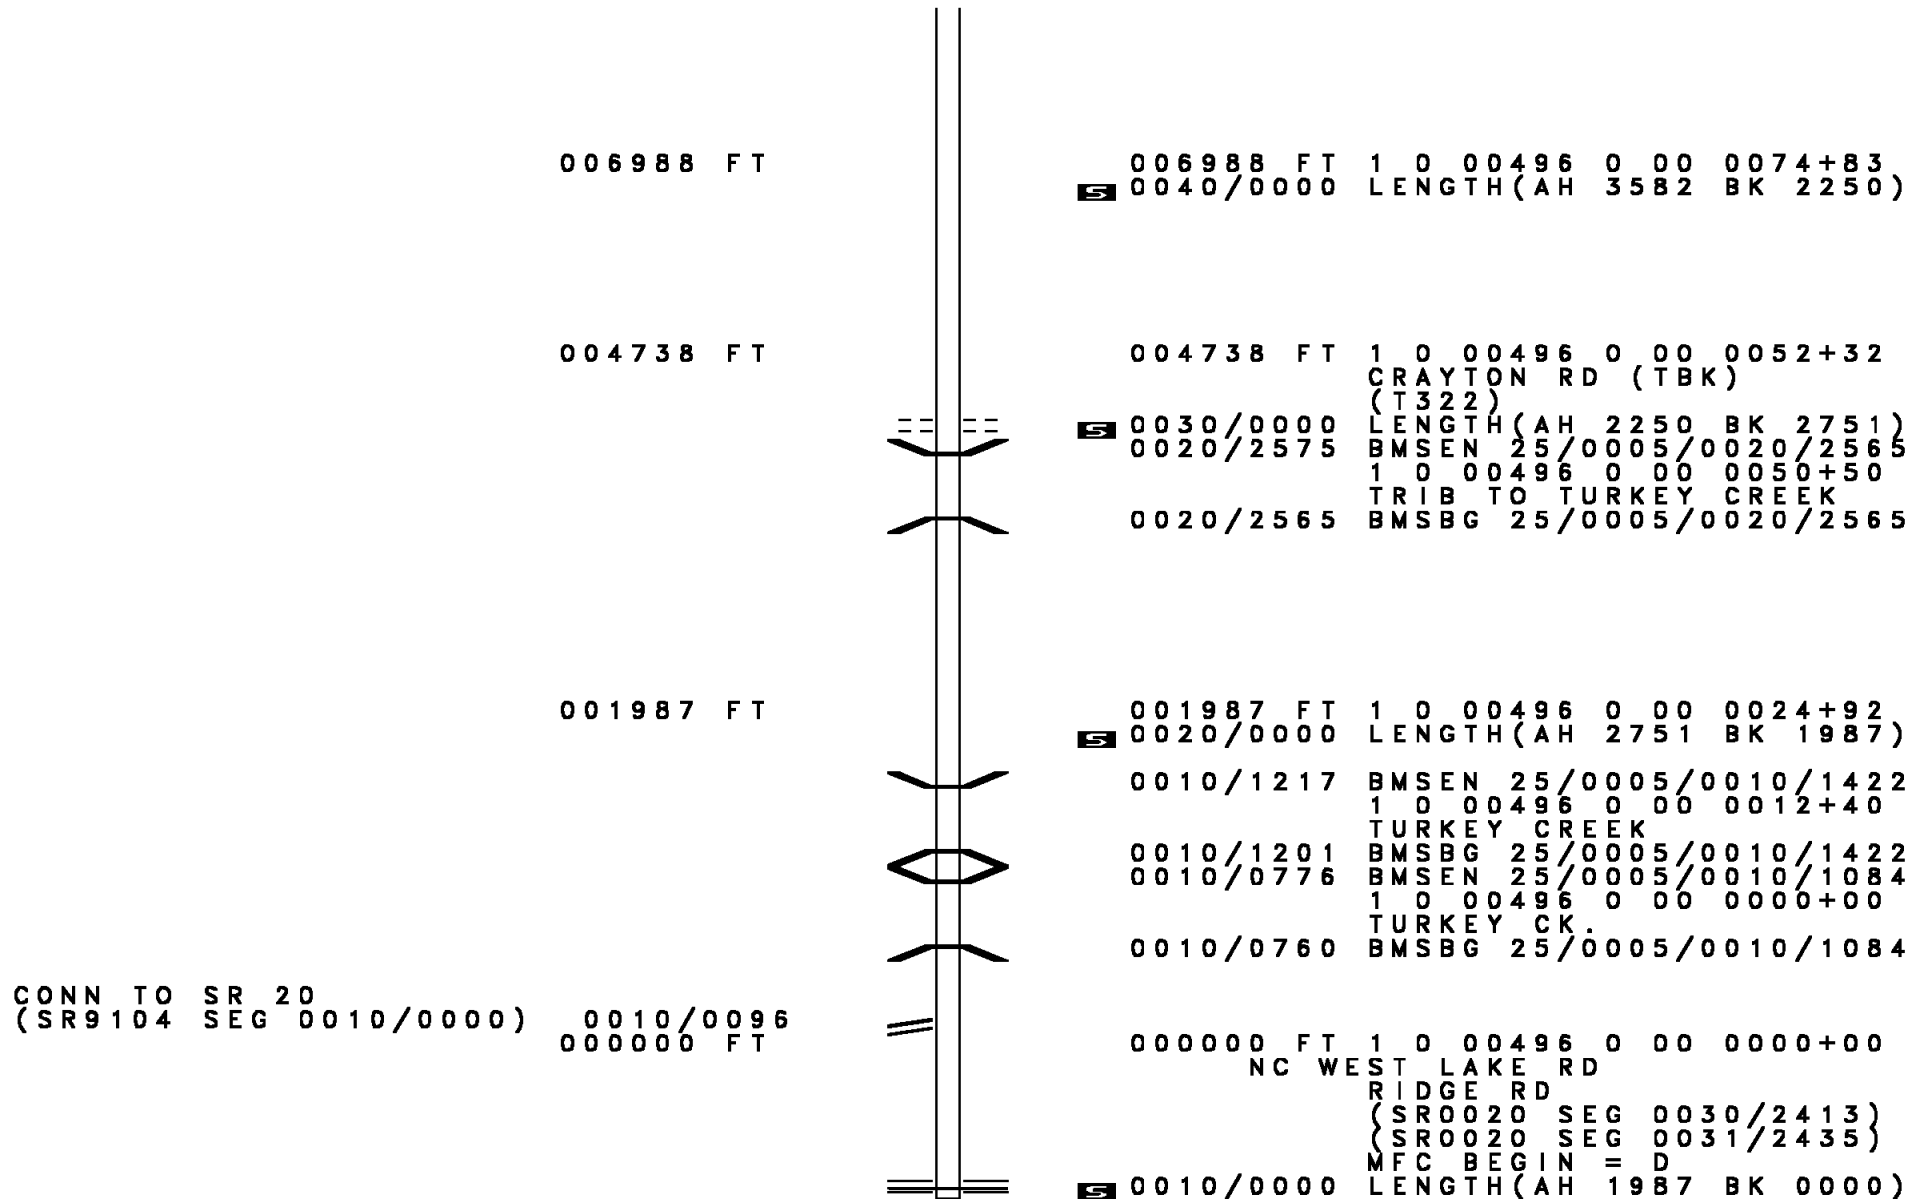 006988 FT 006988 FT 1 0 00496 0 00 0074+83
S 0040/0000 LENGTH(AH 3582 BK 2250)
004738 FT 004738 FT 1 0 00496 0 00 0052+32
CRAYTON RD (TBK)
(T322)
S 0030/0000 LENGTH(AH 2250 BK 2751)
0020/2575 BMSEN 25/0005/0020/2565
1 0 00496 0 00 0050+50
TRIB TO TURKEY CREEK
0020/2565 BMSBG 25/0005/0020/2565
001987 FT 001987 FT 1 0 00496 0 00 0024+92
S 0020/0000 LENGTH(AH 2751 BK 1987)
0010/1217 BMSEN 25/0005/0010/1422
1 0 00496 0 00 0012+40
TURKEY CREEK
0010/1201 BMSBG 25/0005/0010/1422
0010/0776 BMSEN 25/0005/0010/1084
1 0 00496 0 00 0000+00
TURKEY CK.
0010/0760 BMSBG 25/0005/0010/1084
CONN TO SR 20
(SR9104 SEG 0010/0000) 0010/0096
000000 FT 000000 FT 1 0 00496 0 00 0000+00
NC WEST LAKE RD
RIDGE RD
(SR0020 SEG 0030/2413)
(SR0020 SEG 0031/2435)
MFC BEGIN = D
S 0010/0000 LENGTH(AH 1987 BK 0000)